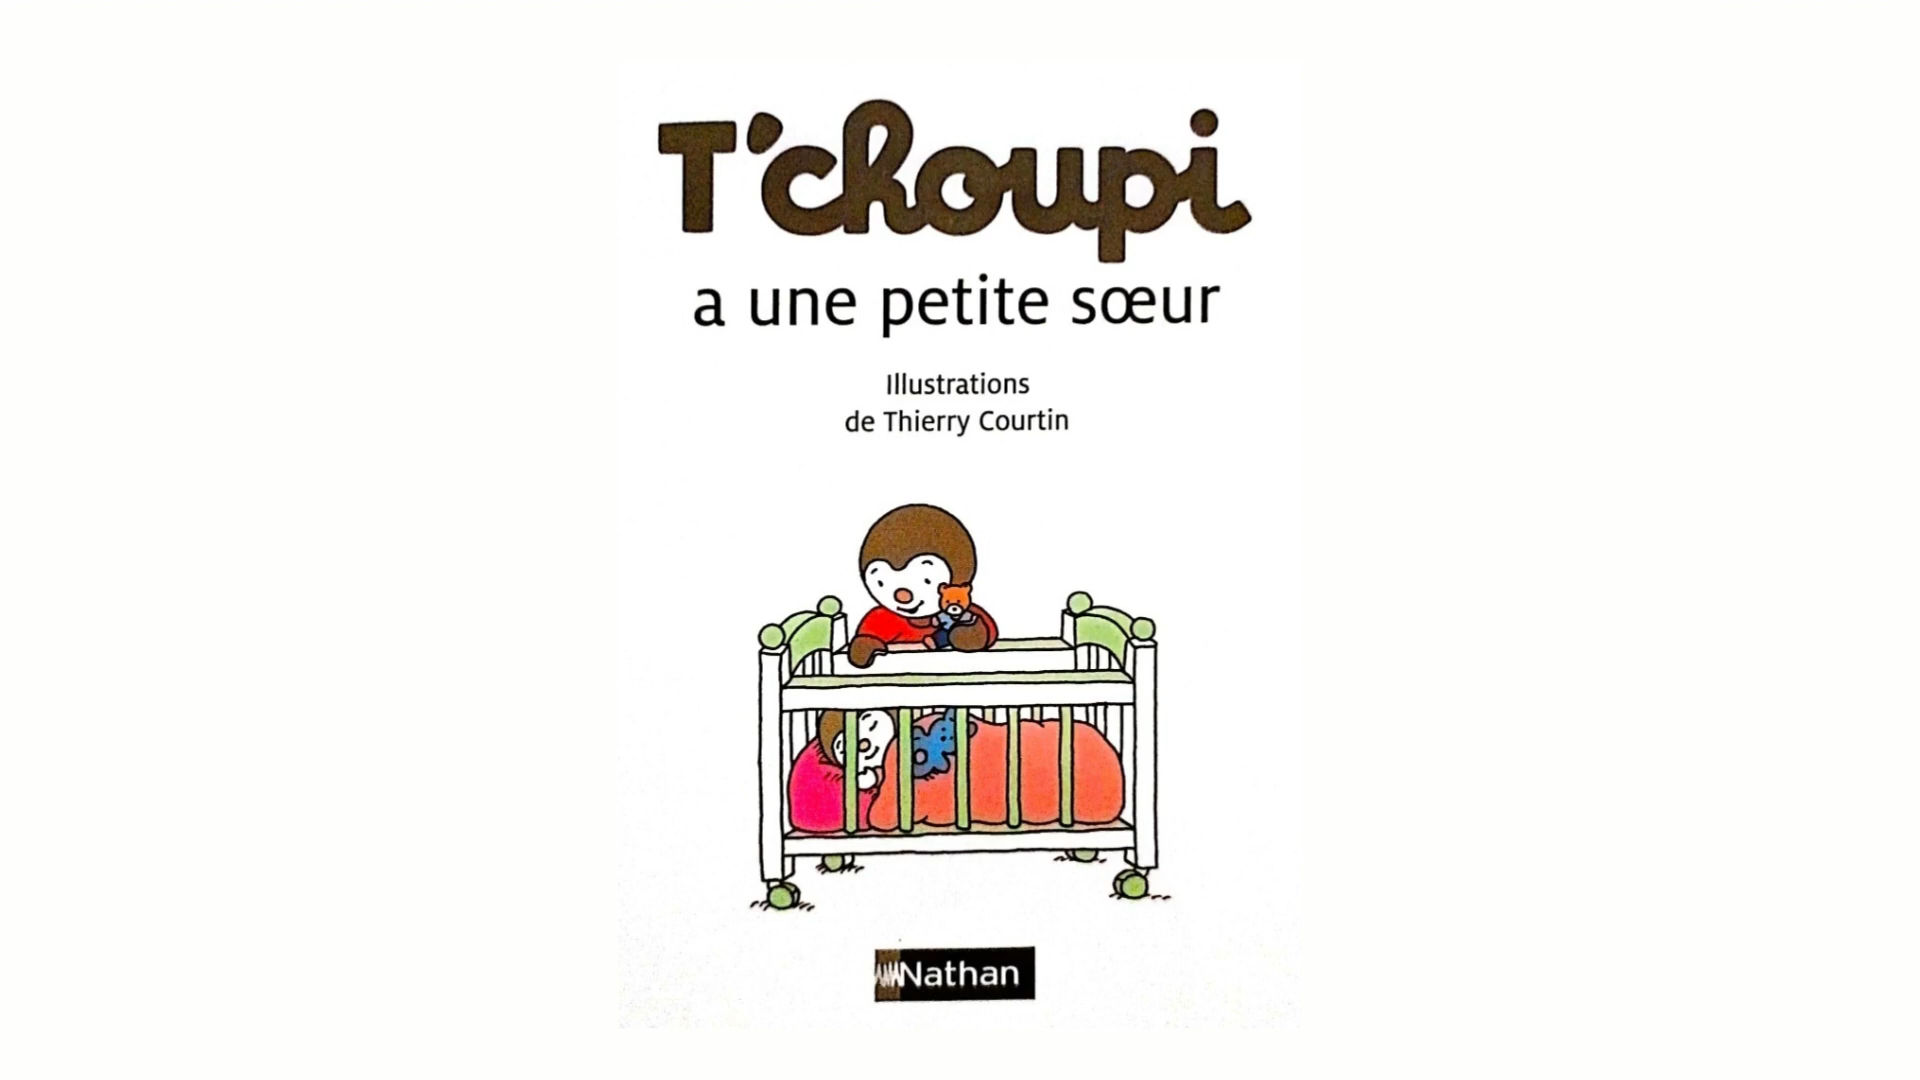 T'choupi
a une petite sœur
Illustrations
de Thierry Courtin
Nathan